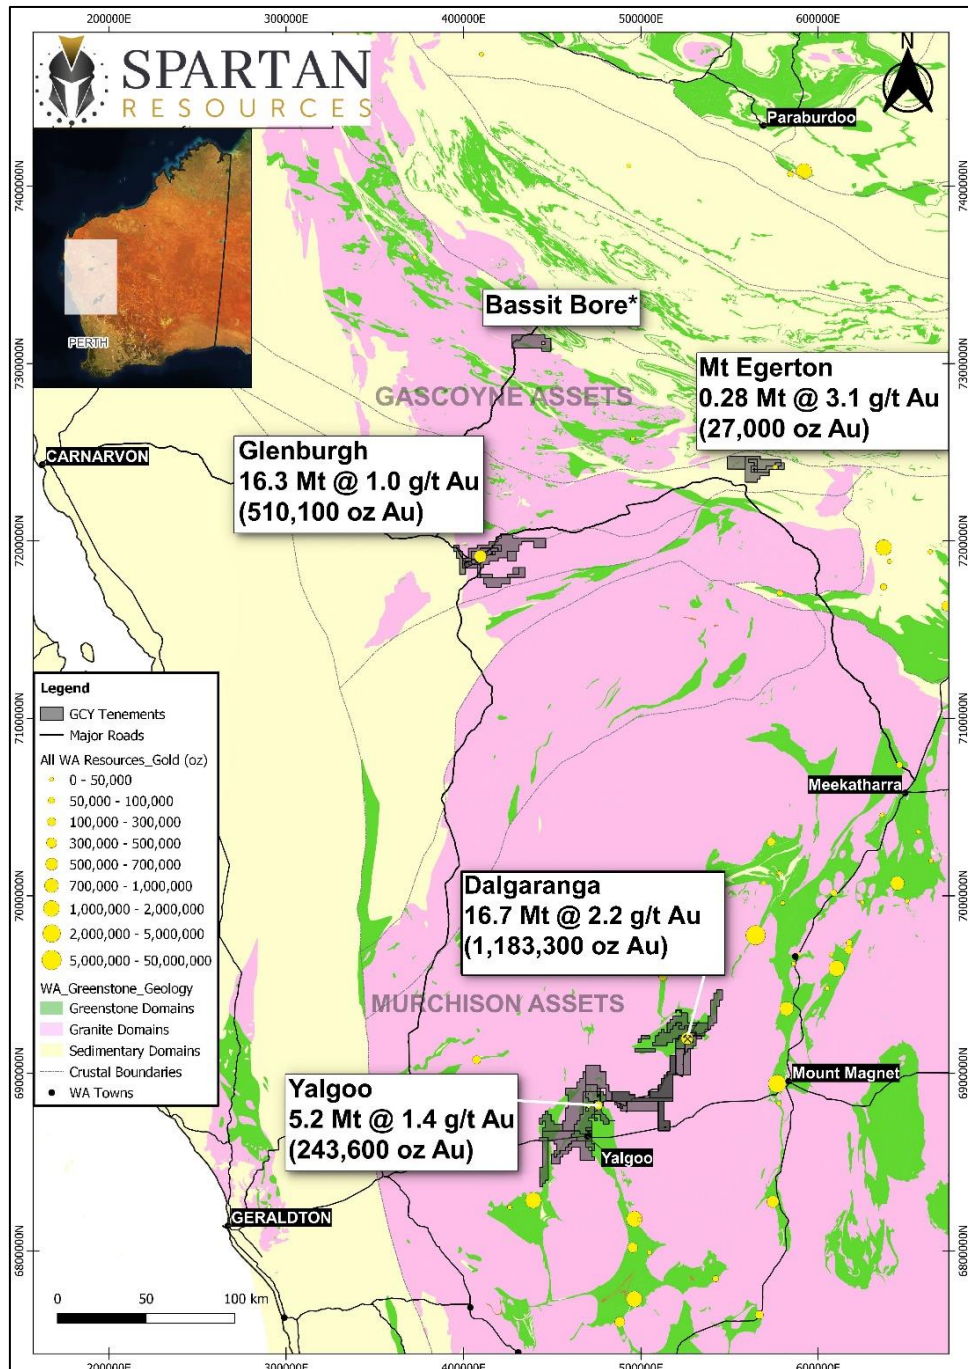 200000E 300000E 400000E 500000E 600000E
SPARTAN
RESOURCES
N
Paraburdoo
7400000N 7400000N
PERTH
Bassit Bore*
7300000N 7300000N
GASCOYNE ASSETS
Mt Egerton
0.28 Mt @ 3.1 g/t Au
(27,000 oz Au)
CARNARVON
Glenburgh
16.3 Mt @ 1.0 g/t Au
(510,100 oz Au)
7200000N 7200000N
Legend
GCY Tenements
Major Roads
All WA Resources_Gold (oz)
0 - 50,000
50,000 - 100,000
100,000 - 300,000
300,000 - 500,000
500,000 - 700,000
700,000 - 1,000,000
1,000,000 - 2,000,000
2,000,000 - 5,000,000
5,000,000 - 50,000,000
WA_Greenstone_Geology
Greenstone Domains
Granite Domains
Sedimentary Domains
Crustal Boundaries
WA Towns
7100000N 7100000N
Meekatharra
7000000N 7000000N
Dalgaranga
16.7 Mt @ 2.2 g/t Au
(1,183,300 oz Au)
MURCHISON ASSETS
6900000N 6900000N
Mount Magnet
Yalgoo
5.2 Mt @ 1.4 g/t Au
(243,600 oz Au)
Yalgoo
GERALDTON
6800000N 6800000N
0 50 100 km
200000E 300000E 400000E 500000E 600000E